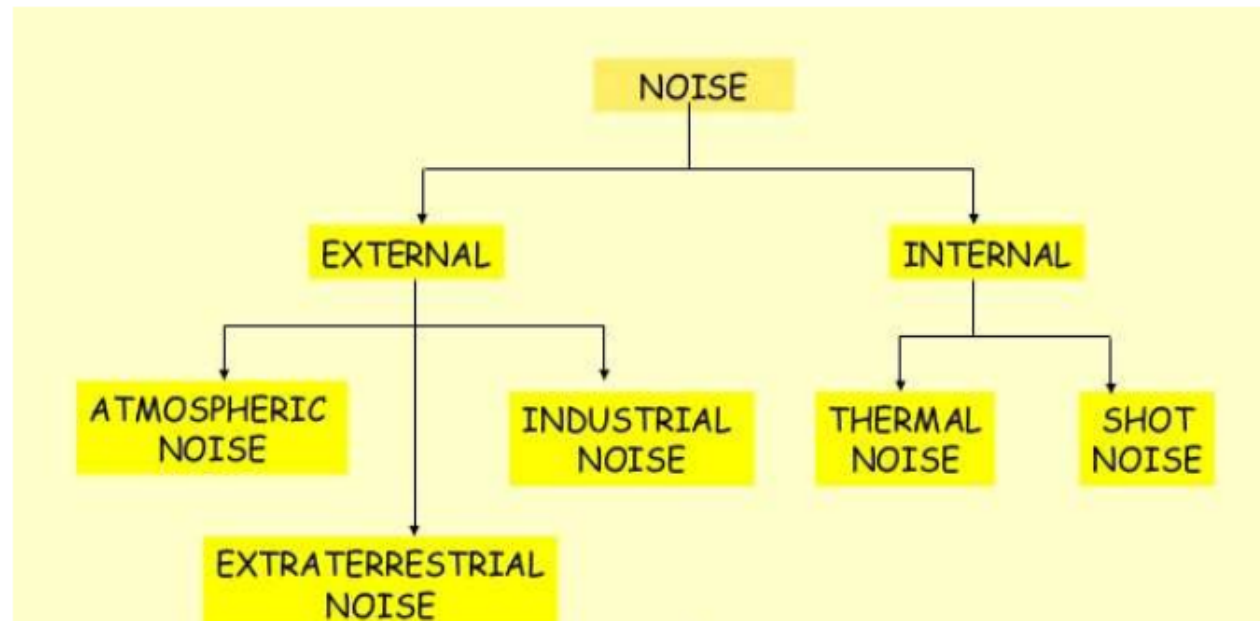 NOISE
EXTERNAL
INTERNAL
ATMOSPHERIC
NOISE
INDUSTRIAL
NOISE
THERMAL
NOISE
SHOT
NOISE
EXTRATERRESTRIAL
NOISE